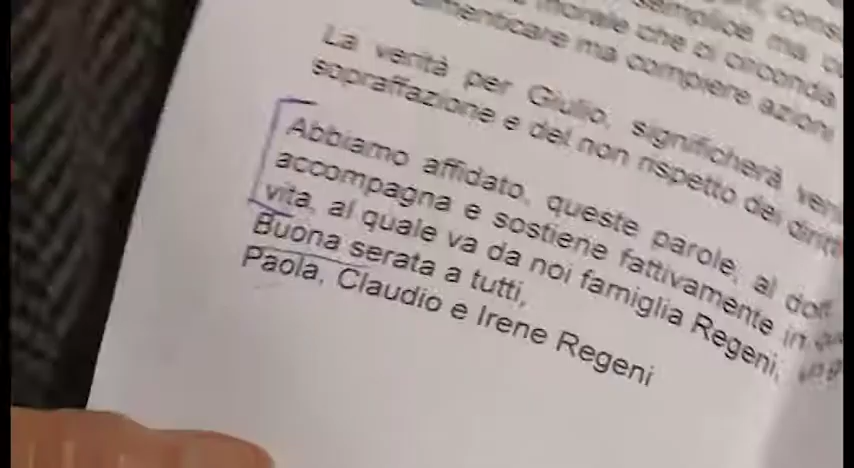 semplice ma
morale che ci circonda
dimenticare ma compiere azioni
La verità per Giulio, significherà
sopraffazione e del non rispetto dei diritti
Abbiamo affidato, queste parole, al dott.
accompagna e sostiene fattivamente in
vita, al quale va da noi famiglia Regeni,
Buona serata a tutti,
Paola, Claudio e Irene Regeni